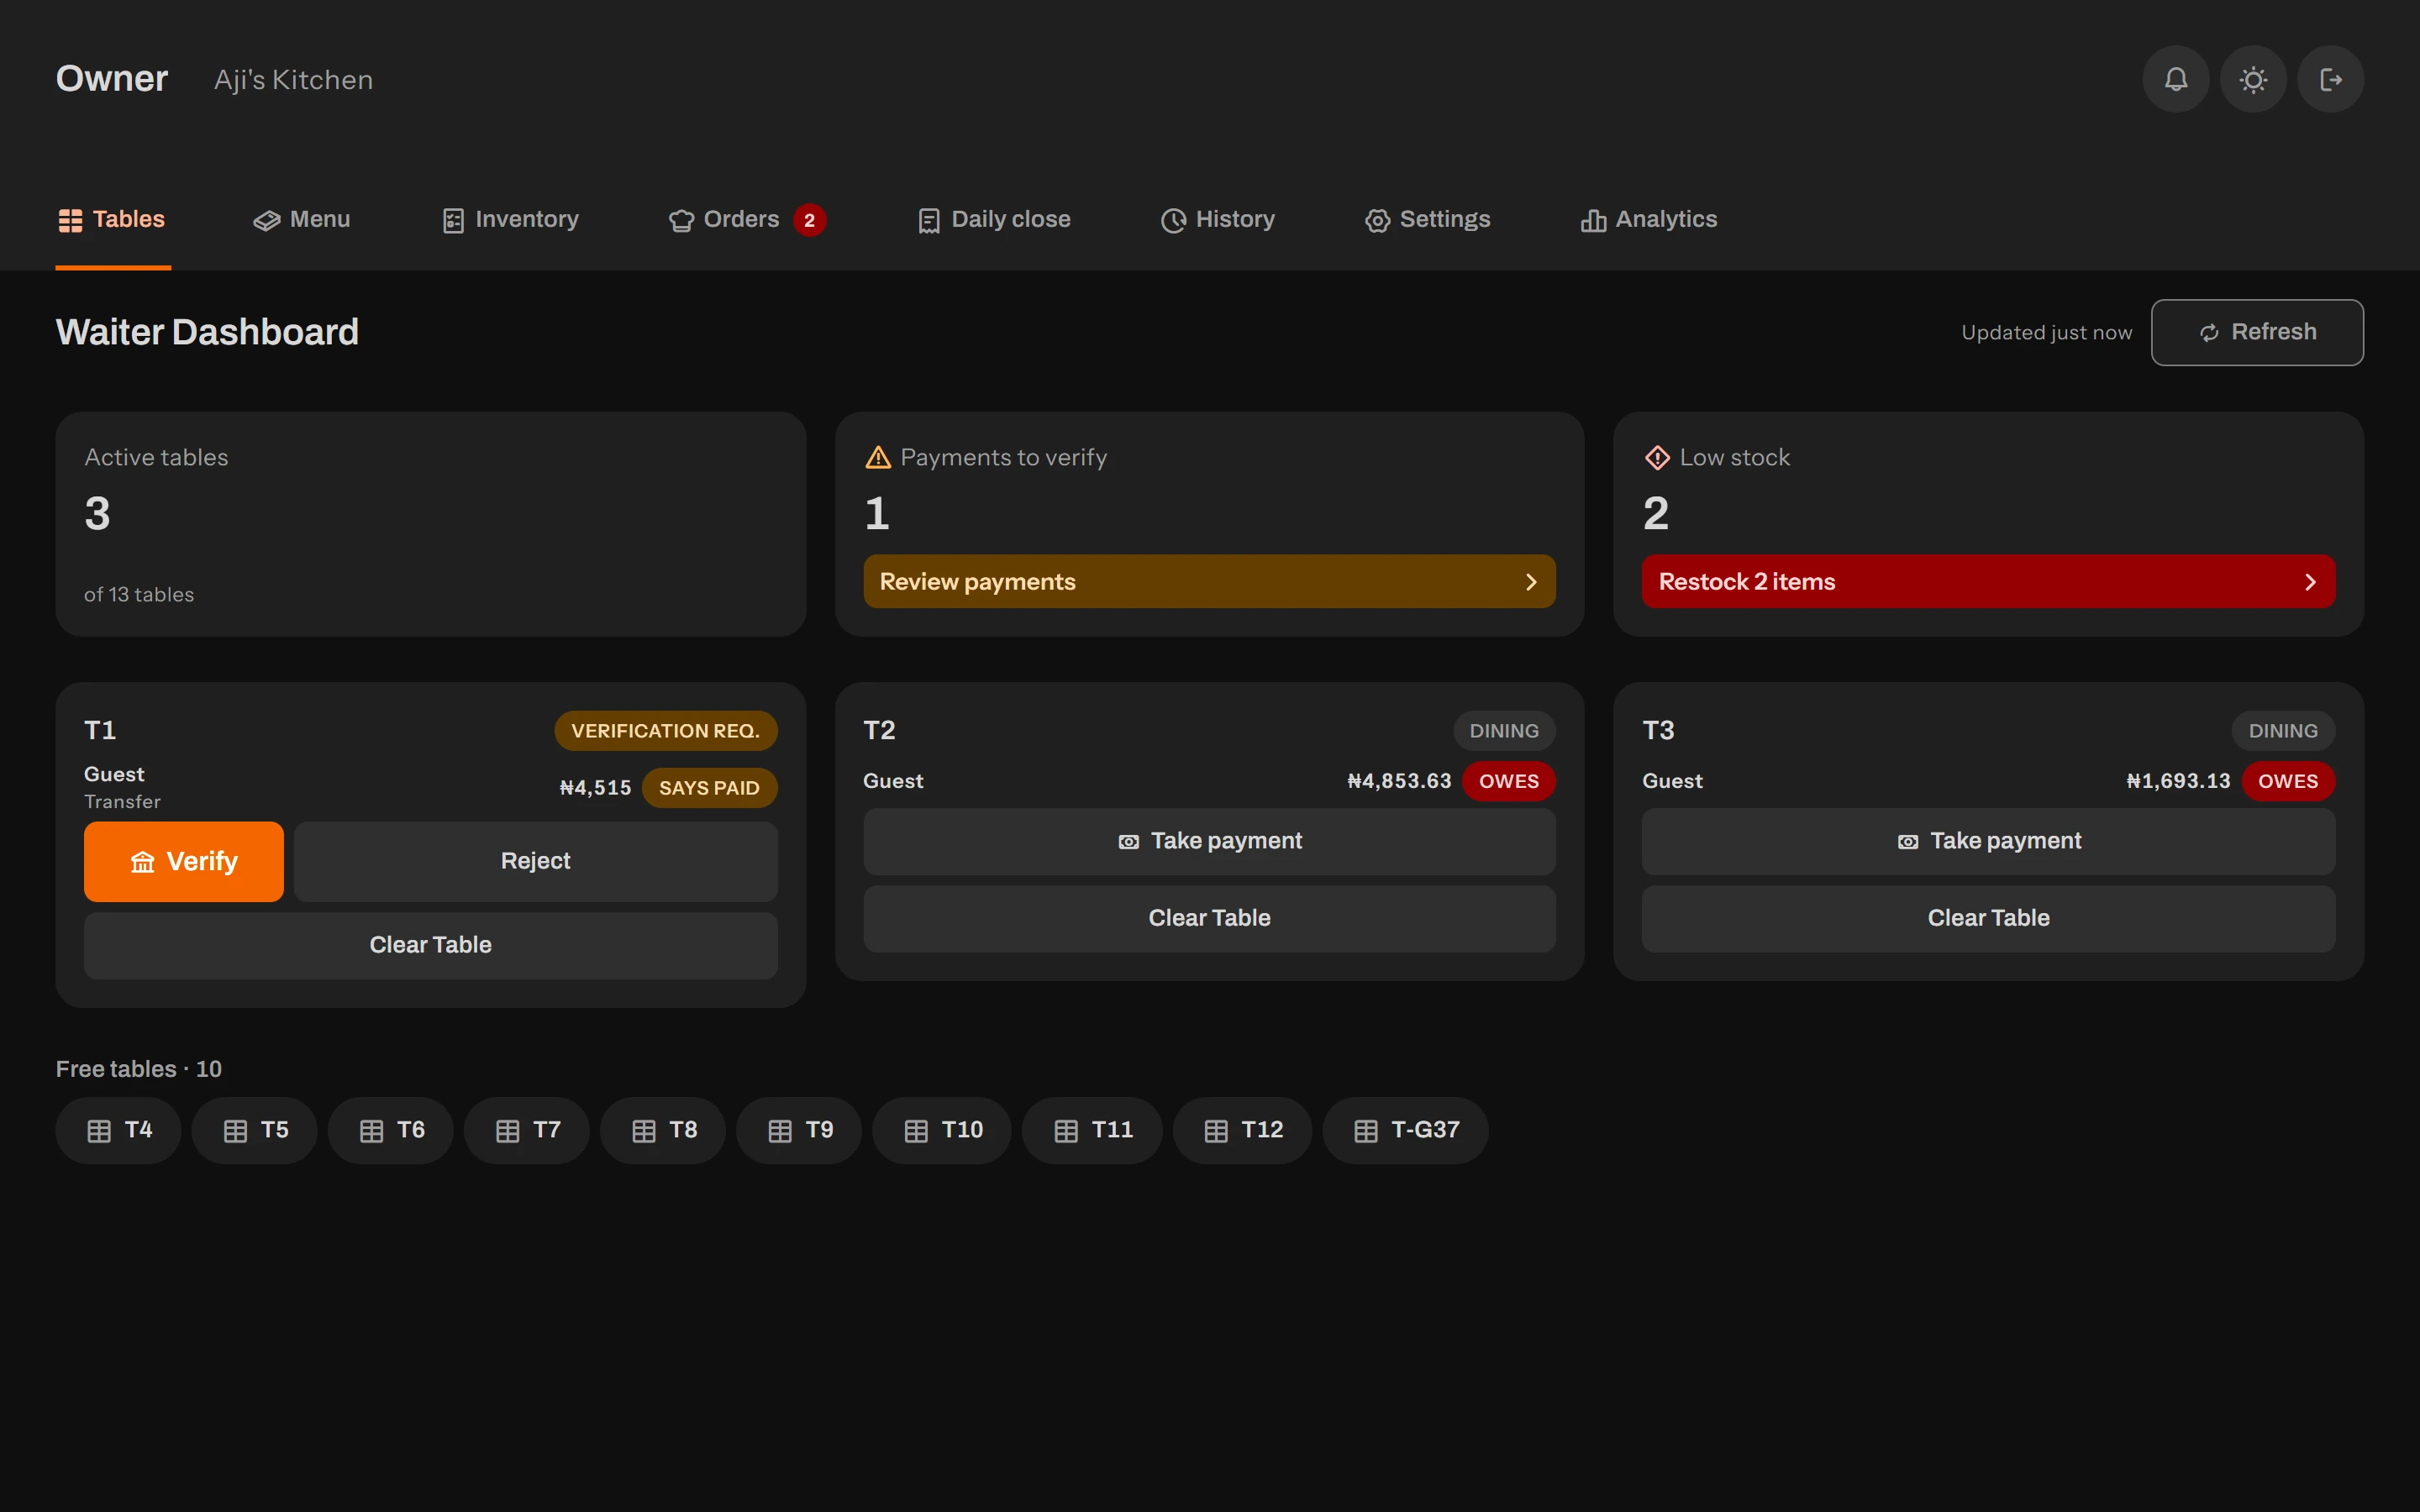 Owner Aji's Kitchen
Tables Menu Inventory Orders 2 Daily close History Settings Analytics
Waiter Dashboard Updated just now Refresh
Active tables
3
of 13 tables
Payments to verify
1
Review payments
Low stock
2
Restock 2 items
T1 VERIFICATION REQ.
Guest
Transfer
₦4,515 SAYS PAID
Verify Reject
Clear Table
T2 DINING
Guest ₦4,853.63 OWES
Take payment
Clear Table
T3 DINING
Guest ₦1,693.13 OWES
Take payment
Clear Table
Free tables · 10
T4 T5 T6 T7 T8 T9 T10 T11 T12 T-G37